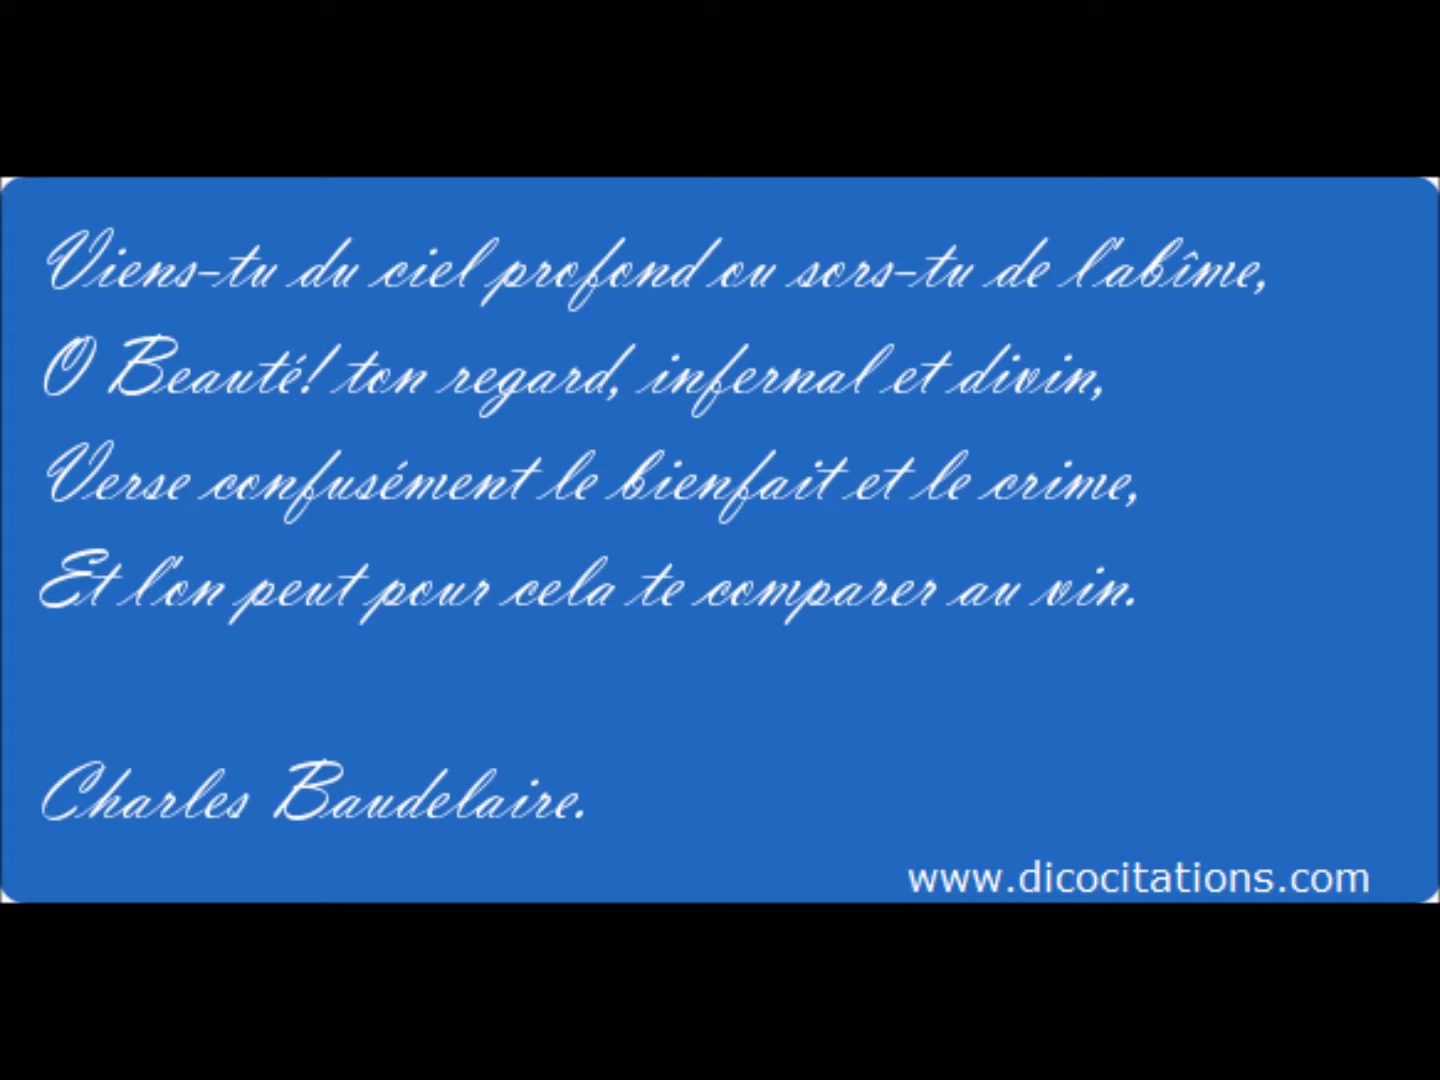 Viens-tu du ciel profond ou sors-tu de l'abîme,
O Beauté! ton regard, infernal et divin,
Verse confusément le bienfait et le crime,
Et l'on peut pour cela te comparer au vin.
Charles Baudelaire.
www.dicocitations.com